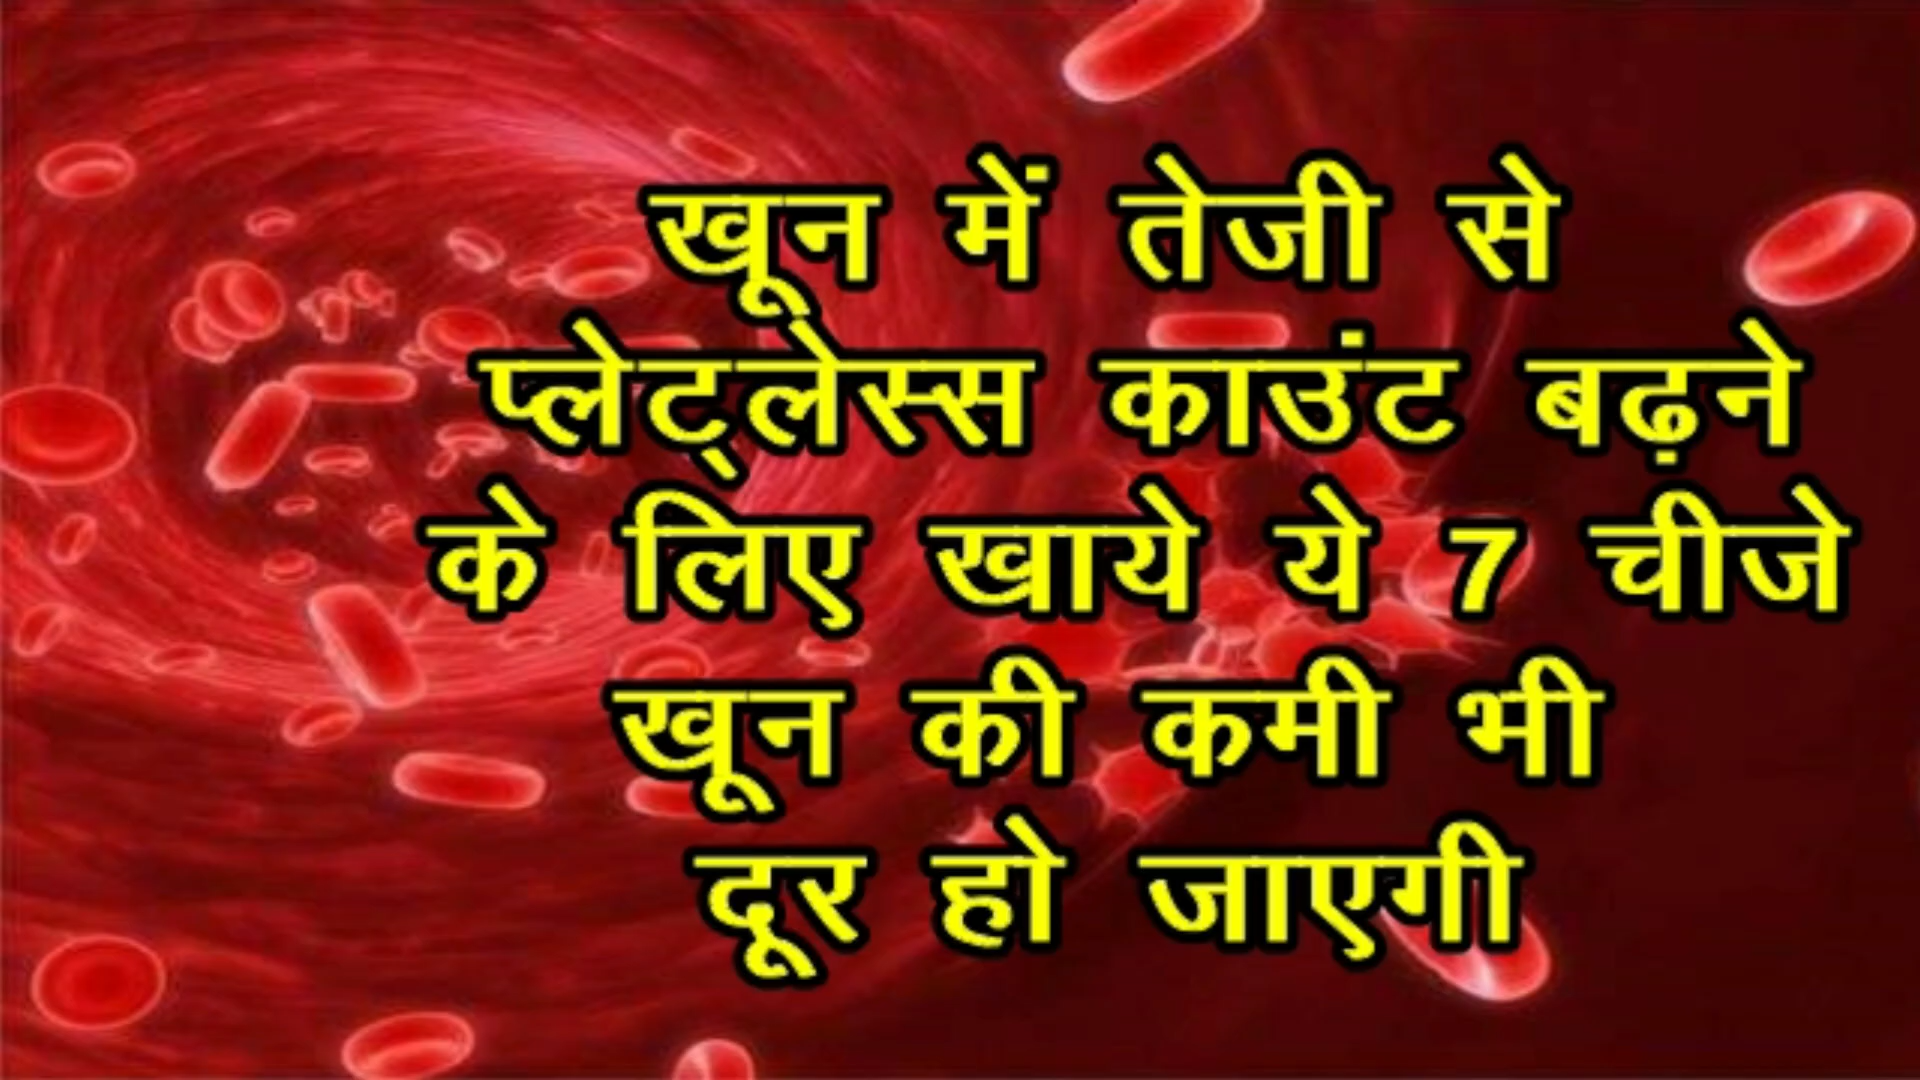 खून में तेजी से
प्लेट्लेस्स काउंट बढ़ने
के लिए खाये ये 7 चीजे
खून की कमी भी
दूर हो जाएगी